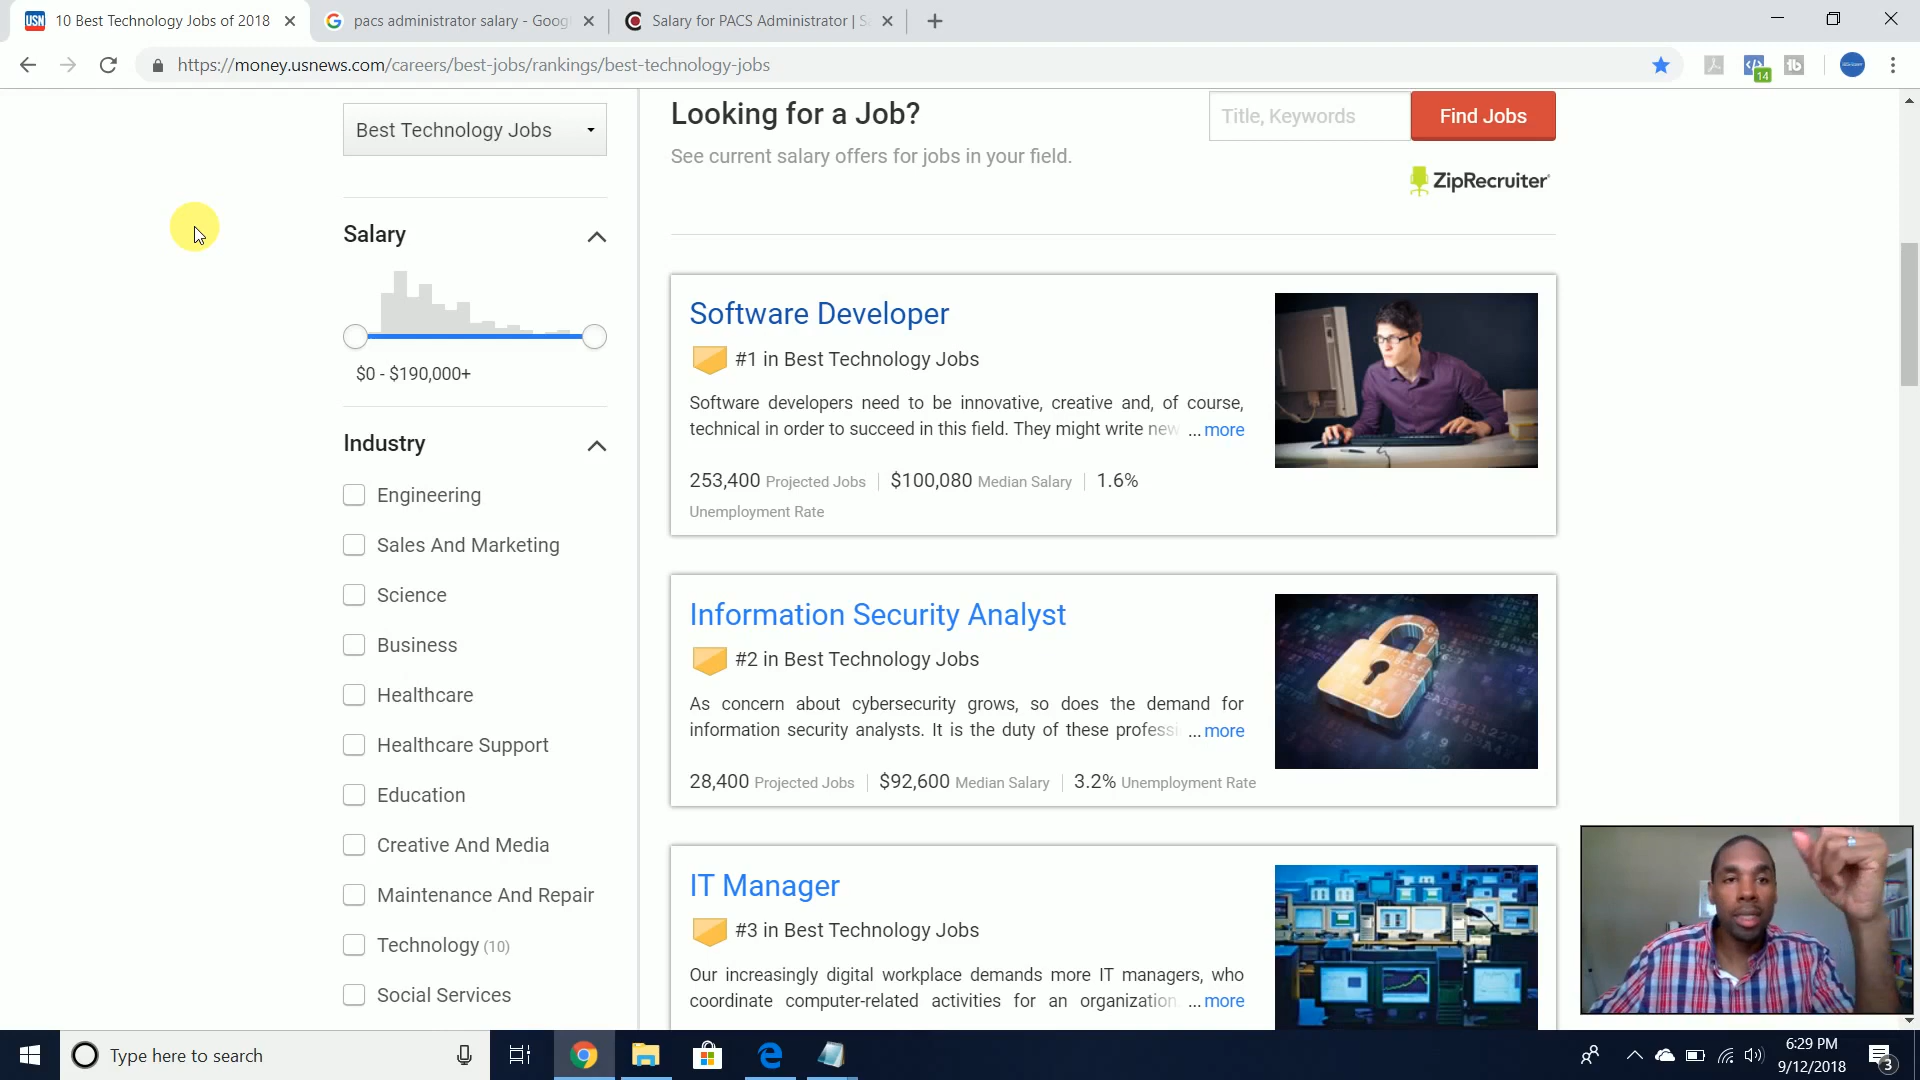 USN 10 Best Technology Jobs of 2018
pacs administrator salary - Goog
Salary for PACS Administrator | S
https://money.usnews.com/careers/best-jobs/rankings/best-technology-jobs
14
Best Technology Jobs
Salary
$0 - $190,000+
Industry
Engineering
Sales And Marketing
Science
Business
Healthcare
Healthcare Support
Education
Creative And Media
Maintenance And Repair
Technology (10)
Social Services
Looking for a Job?
See current salary offers for jobs in your field.
Title, Keywords
Find Jobs
ZipRecruiter
Software Developer
#1 in Best Technology Jobs
Software developers need to be innovative, creative and, of course,
technical in order to succeed in this field. They might write new ... more
253,400 Projected Jobs | $100,080 Median Salary | 1.6%
Unemployment Rate
Information Security Analyst
#2 in Best Technology Jobs
As concern about cybersecurity grows, so does the demand for
information security analysts. It is the duty of these professi ... more
28,400 Projected Jobs | $92,600 Median Salary | 3.2% Unemployment Rate
IT Manager
#3 in Best Technology Jobs
Our increasingly digital workplace demands more IT managers, who
coordinate computer-related activities for an organization ... more
Type here to search
6:29 PM
9/12/2018
3